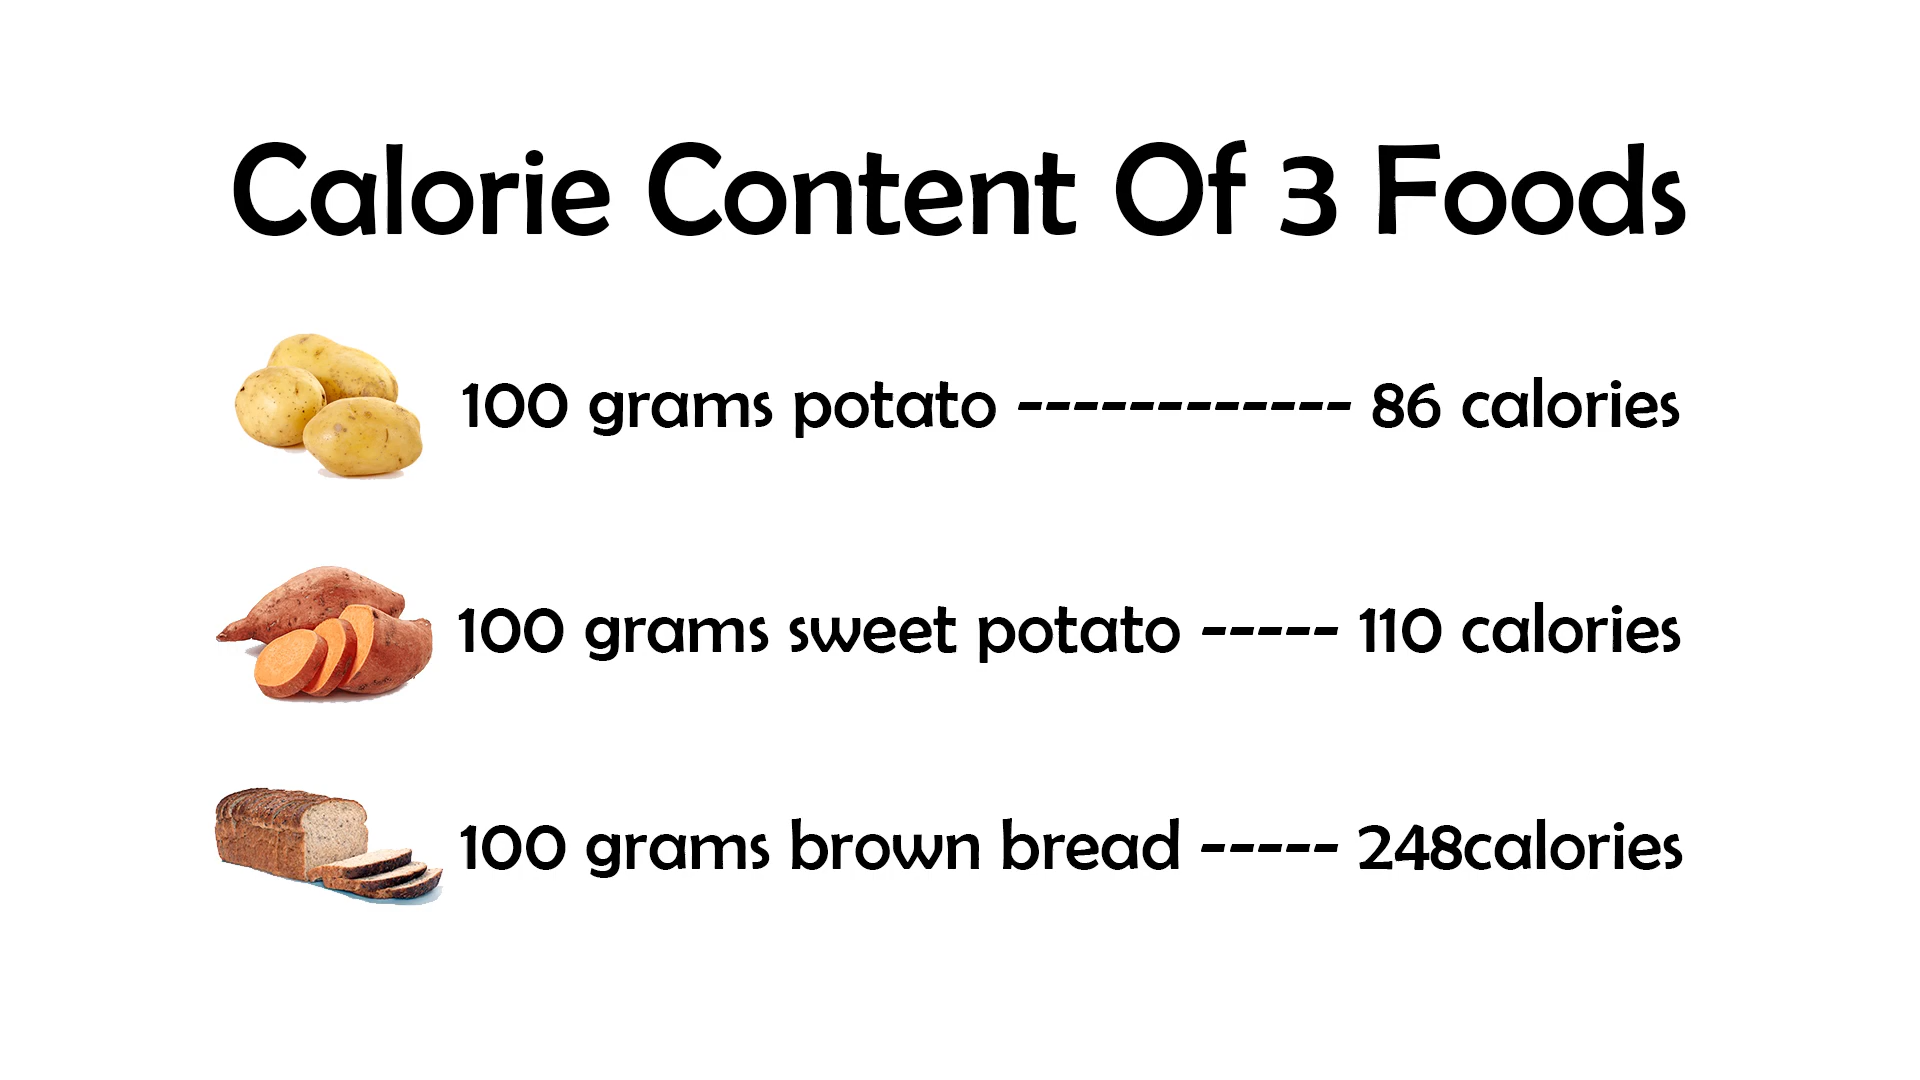 Calorie Content Of 3 Foods
100 grams potato ------------ 86 calories
100 grams sweet potato ----- 110 calories
100 grams brown bread ----- 248calories